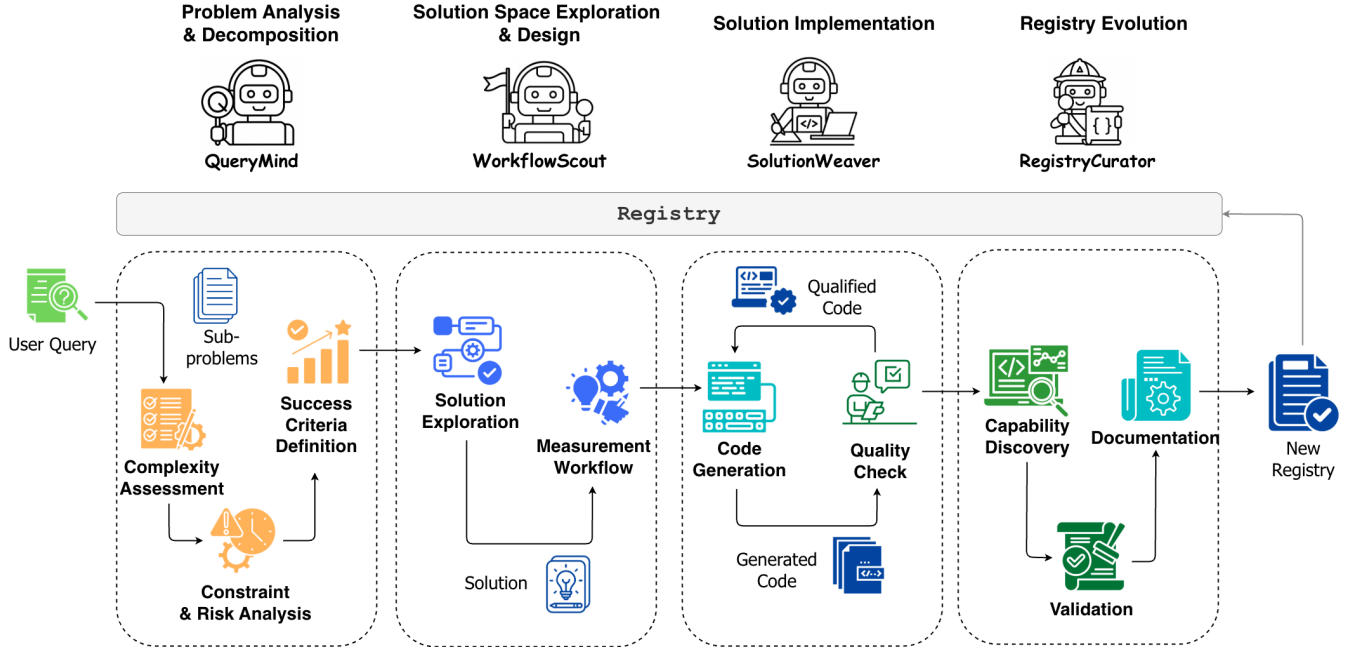 Problem Analysis
& Decomposition
QueryMind
Solution Space Exploration
& Design
WorkflowScout
Solution Implementation
SolutionWeaver
Registry Evolution
RegistryCurator
Registry
User Query
Sub-
problems
Complexity
Assessment
Constraint
& Risk Analysis
Success
Criteria
Definition
Solution
Exploration
Solution
Measurement
Workflow
Qualified
Code
</>
Code
Generation
Quality
Check
Generated
Code
Capability
Discovery
Validation
Documentation
New
Registry